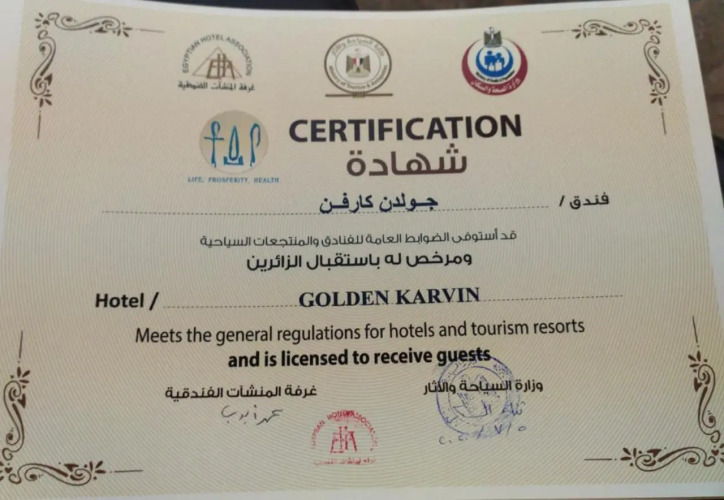 EGYPTIAN HOTEL ASSOCIATION
غرفة المنشآت الفندقية
LIFE, PROSPERITY, HEALTH
CERTIFICATION
شهادة
فندق / جولدن كارفن
قد أستوفى الضوابط العامة للفنادق والمنتجعات السياحية
ومرخص له باستقبال الزائرين
Hotel / GOLDEN KARVIN
Meets the general regulations for hotels and tourism resorts
and is licensed to receive guests
وزارة السياحة والآثار
غرفة المنشآت الفندقية